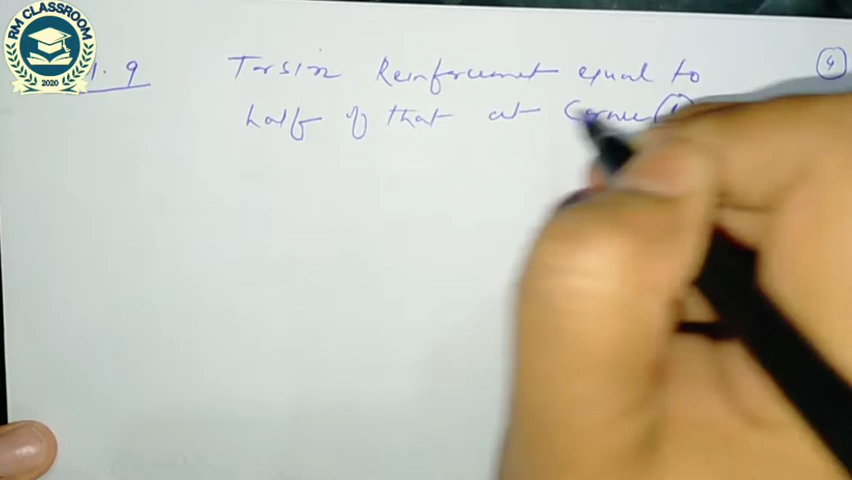 RM CLASSROOM
2020
1.9 Torsion Reinforcement equal to
half of that at Corner
4